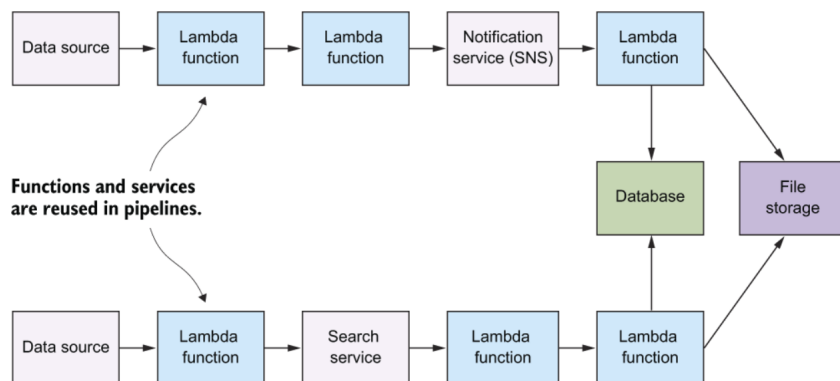 Data source
Lambda
function
Lambda
function
Notification
service (SNS)
Lambda
function
Functions and services
are reused in pipelines.
Database
File
storage
Data source
Lambda
function
Search
service
Lambda
function
Lambda
function